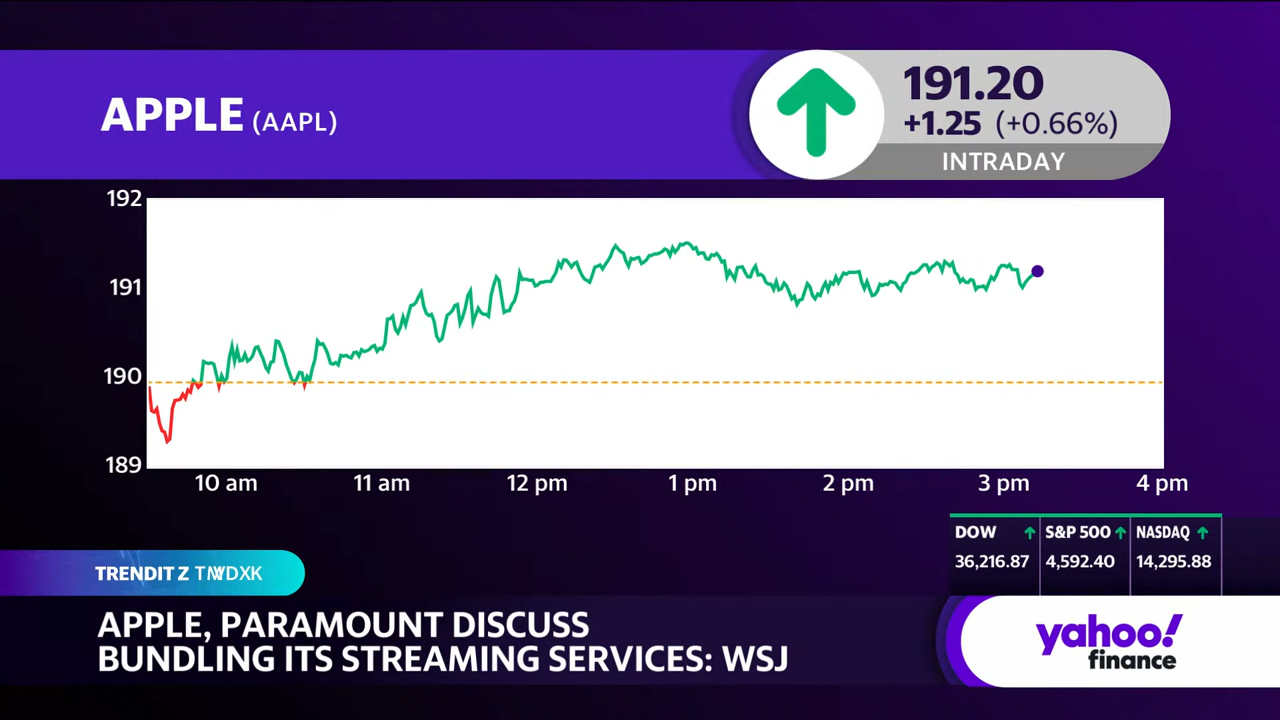 APPLE (AAPL)
191.20
+1.25 (+0.66%)
INTRADAY
192
191
190
189
10 am 11 am 12 pm 1 pm 2 pm 3 pm 4 pm
DOW S&P 500 NASDAQ
36,216.87 4,592.40 14,295.88
APPLE, PARAMOUNT DISCUSS
BUNDLING ITS STREAMING SERVICES: WSJ
yahoo!
finance